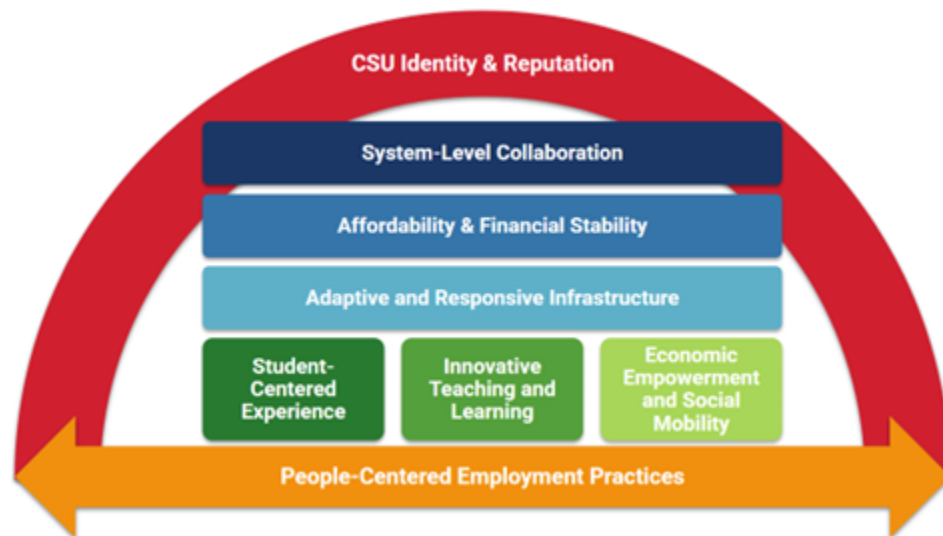 CSU Identity & Reputation
System-Level Collaboration
Affordability & Financial Stability
Adaptive and Responsive Infrastructure
Student-
Centered
Experience
Innovative
Teaching and
Learning
Economic
Empowerment
and Social
Mobility
People-Centered Employment Practices